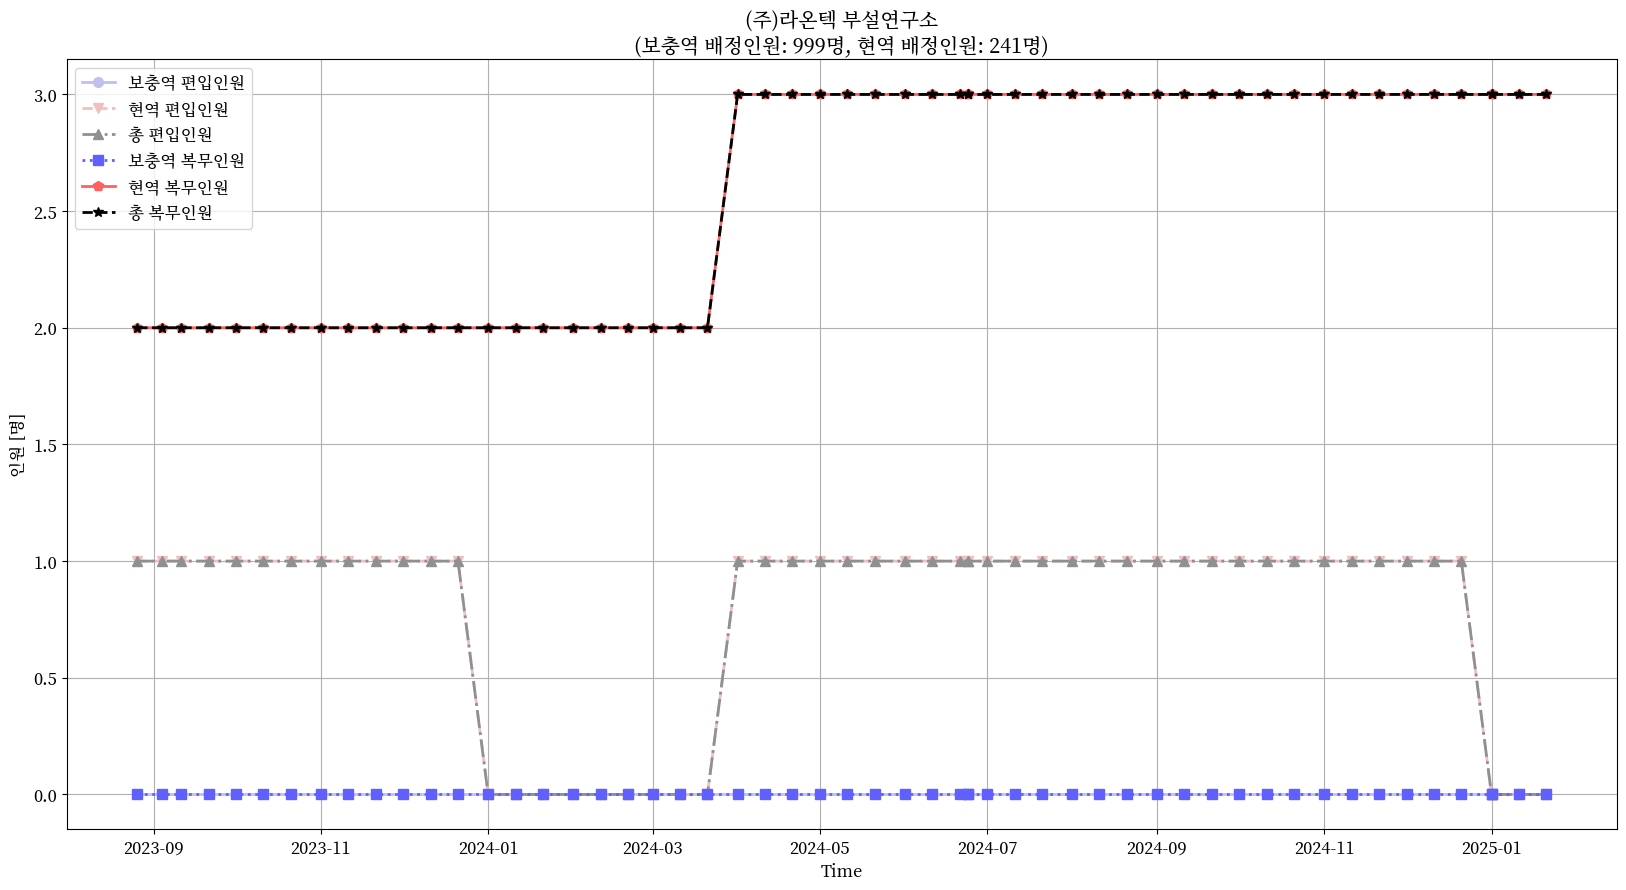 (주)라온텍 부설연구소
(보충역 배정인원: 999명, 현역 배정인원: 241명)
보충역 편입인원
현역 편입인원
총 편입인원
보충역 복무인원
현역 복무인원
총 복무인원
인원 [명]
3.0
2.5
2.0
1.5
1.0
0.5
0.0
2023-09
2023-11
2024-01
2024-03
2024-05
2024-07
2024-09
2024-11
2025-01
Time